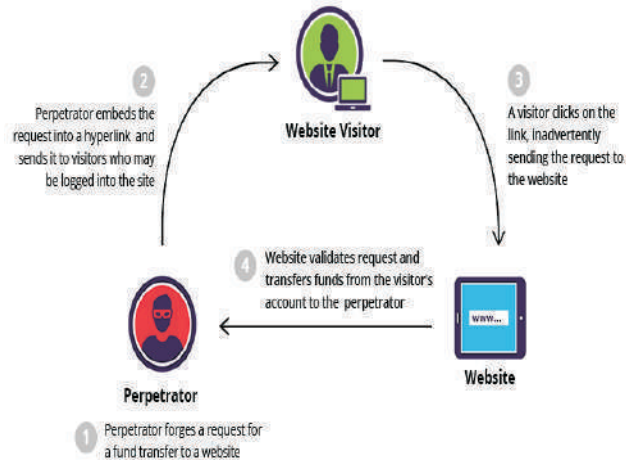 2
Perpetrator embeds the
request into a hyperlink and
sends it to visitors who may
be logged into the site
Website Visitor
3
A visitor clicks on the
link, inadvertently
sending the request to
the website
4
Website validates request and
transfers funds from the visitor's
account to the perpetrator
www...
Website
Perpetrator
1
Perpetrator forges a request for
a fund transfer to a website